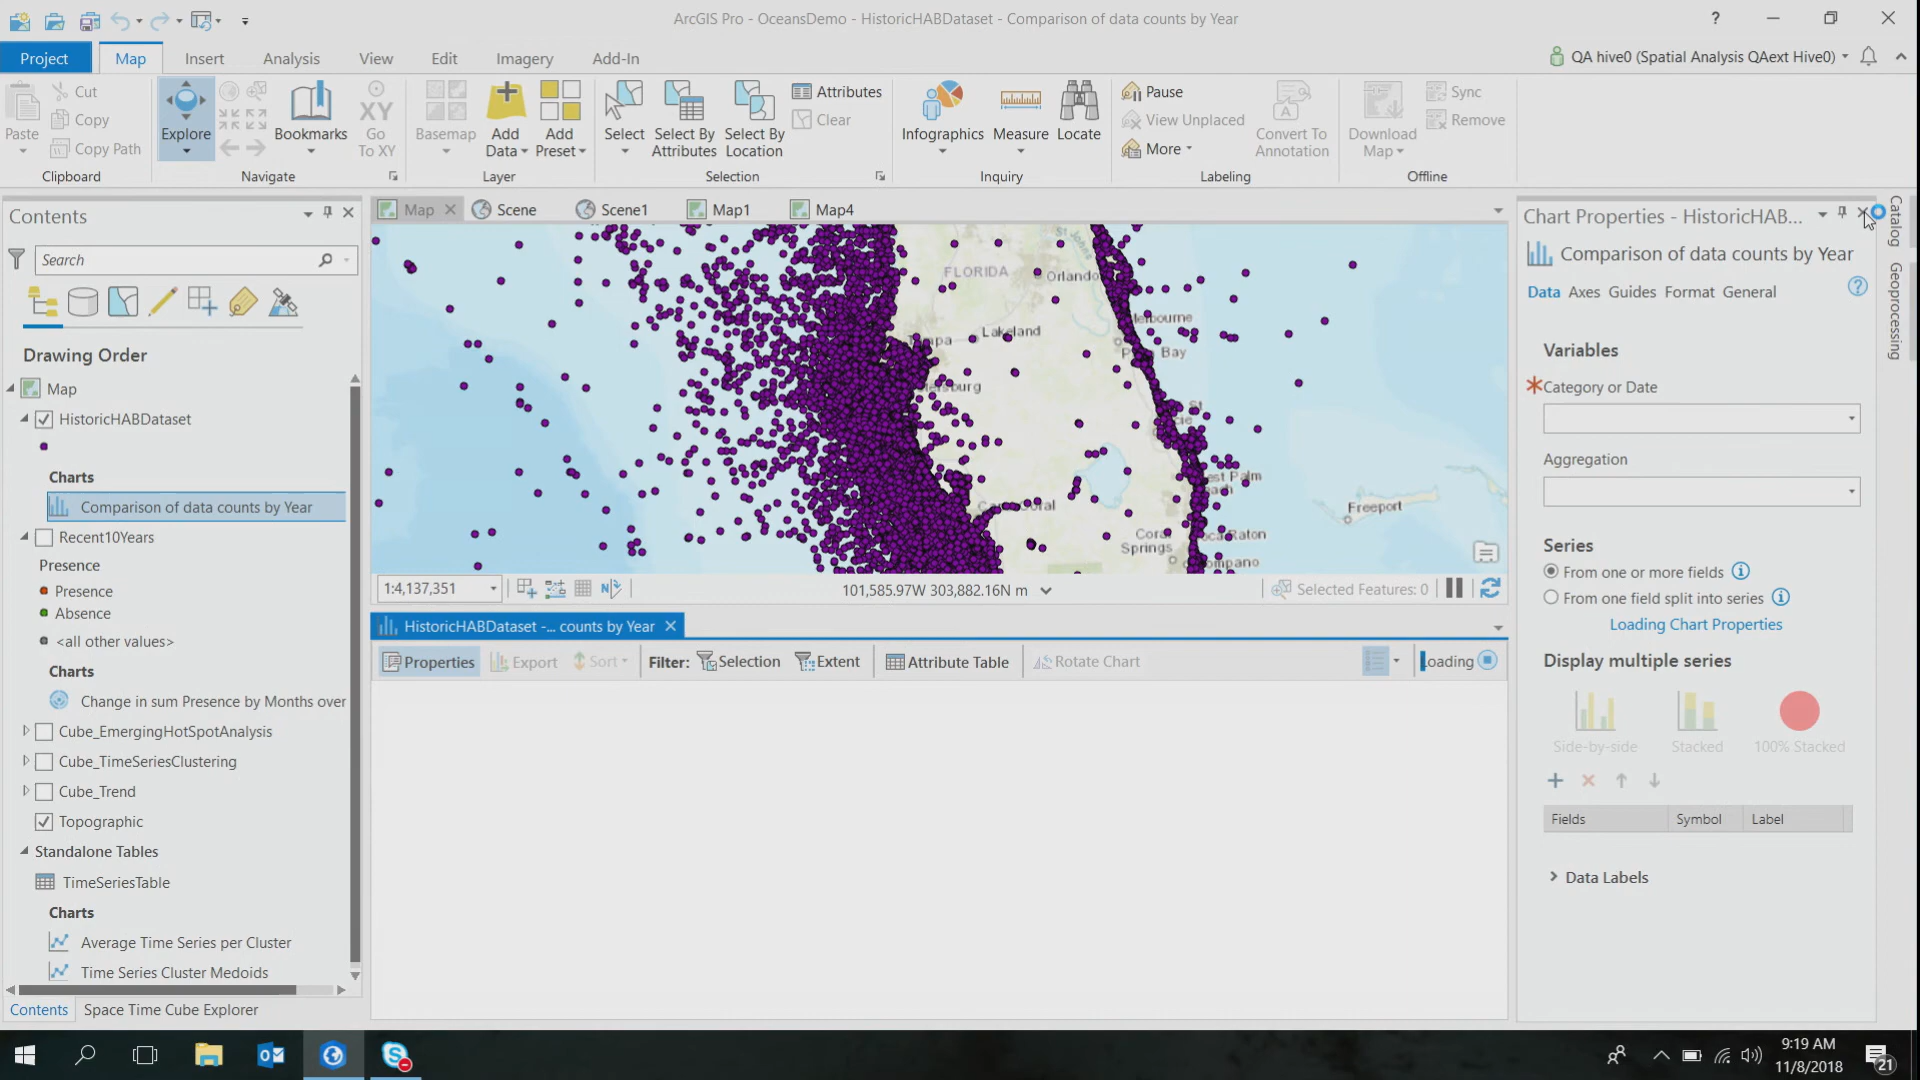 ArcGIS Pro - OceansDemo - HistoricHABDataset - Comparison of data counts by Year
?
Project
Map
Insert
Analysis
View
Edit
Imagery
Add-In
QA hive0 (Spatial Analysis QAext Hive0)
Paste
Cut
Copy
Copy Path
Clipboard
Explore
Bookmarks
XY
Go
To XY
Navigate
Basemap
Add
Data
Add
Preset
Layer
Select
Select By
Attributes
Select By
Location
Attributes
Clear
Selection
Infographics
Measure
Locate
Inquiry
Pause
View Unplaced
More
Convert To
Annotation
Labeling
Download
Map
Sync
Remove
Offline
Contents
Search
Drawing Order
Map
HistoricHABDataset
Charts
Comparison of data counts by Year
Recent10Years
Presence
Presence
Absence
<all other values>
Charts
Change in sum Presence by Months over
Cube_EmergingHotSpotAnalysis
Cube_TimeSeriesClustering
Cube_Trend
Topographic
Standalone Tables
TimeSeriesTable
Charts
Average Time Series per Cluster
Time Series Cluster Medoids
Contents
Space Time Cube Explorer
Map
Scene
Scene1
Map1
Map4
FLORIDA
Orlando
Lakeland
Bay
Springs
Freeport
1:4,137,351
101,585.97W 303,882.16N m
Selected Features: 0
HistoricHABDataset -... counts by Year
Properties
Export
Sort
Filter:
Selection
Extent
Attribute Table
Rotate Chart
Loading
Chart Properties - HistoricHAB...
Comparison of data counts by Year
Data Axes Guides Format General
Variables
Category or Date
Aggregation
Series
From one or more fields
From one field split into series
Loading Chart Properties
Display multiple series
Side-by-side
Stacked
100% Stacked
Fields
Symbol
Label
Data Labels
Catalog
Geoprocessing
9:19 AM
11/8/2018
21